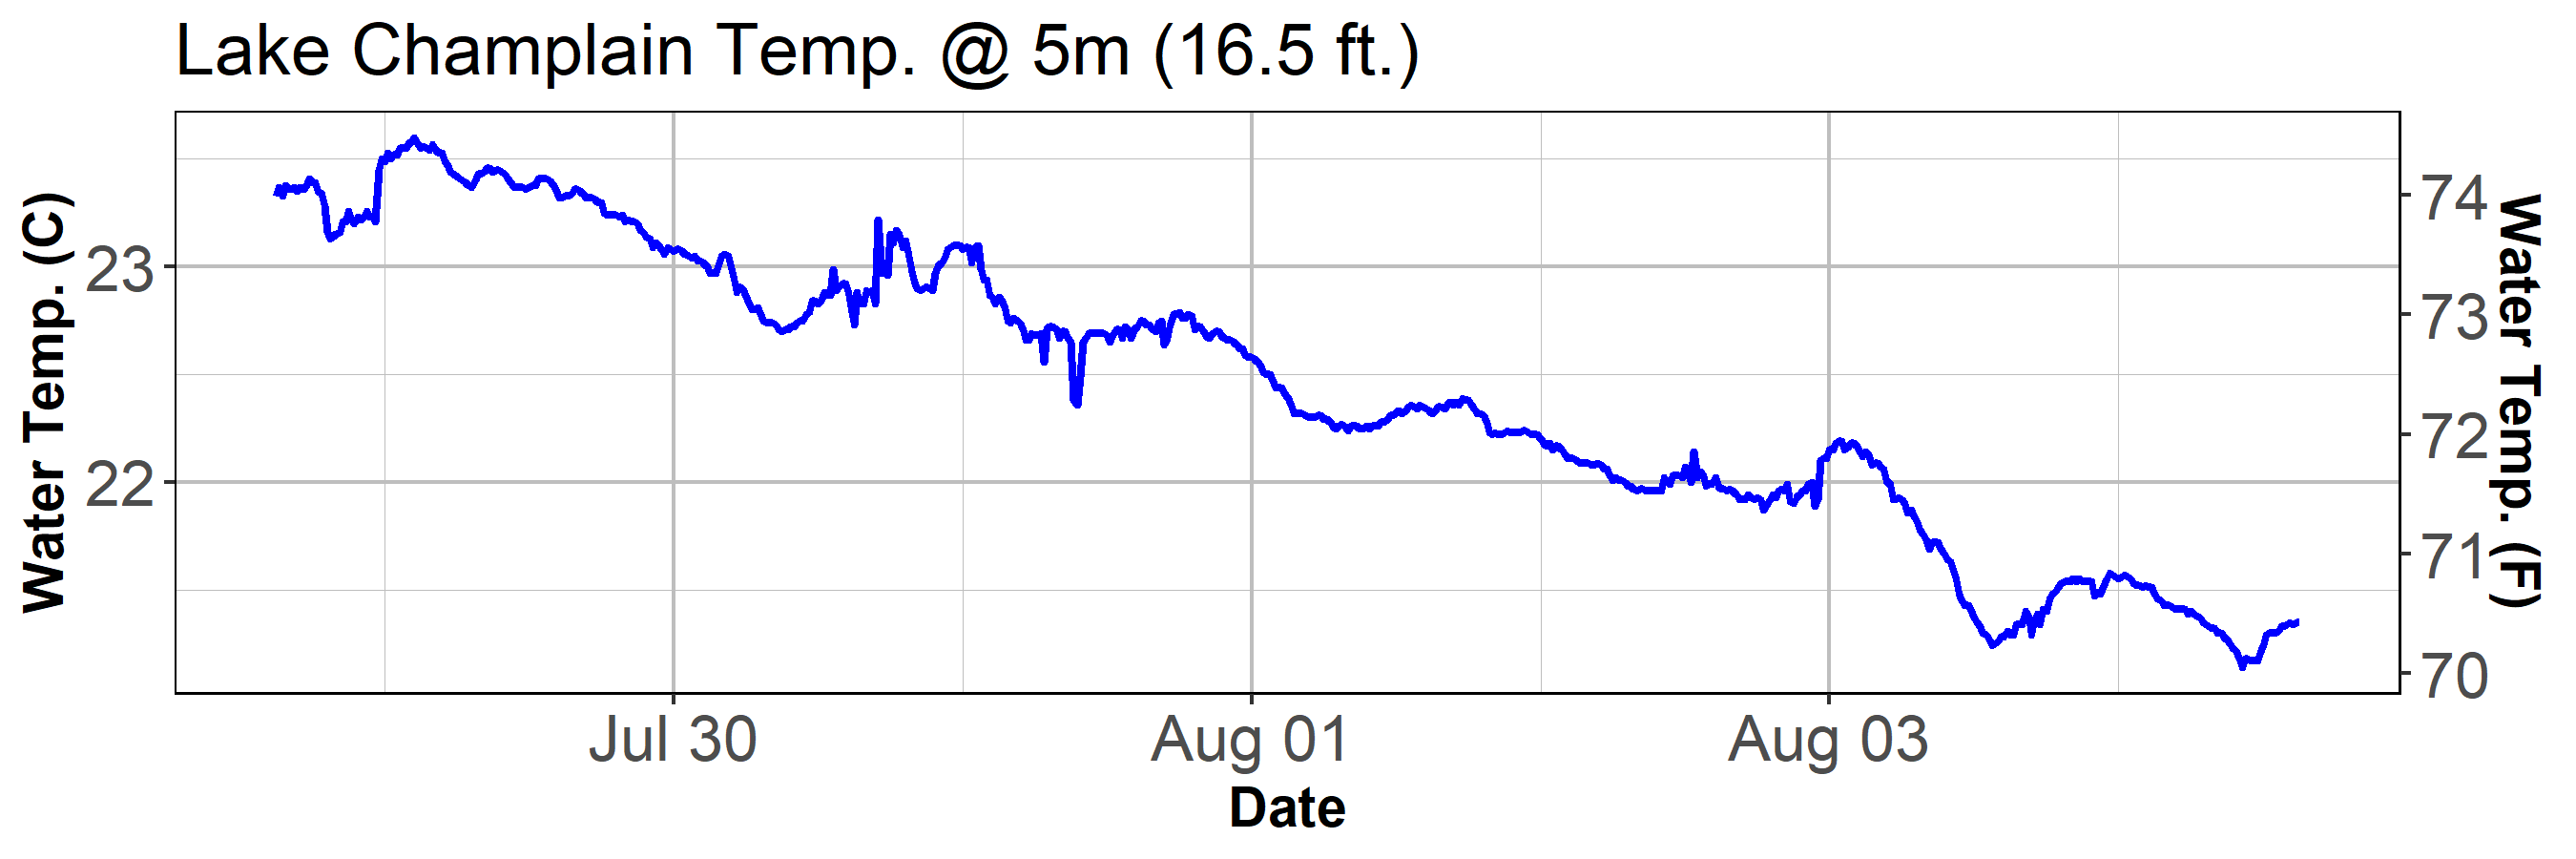 Lake Champlain Temp. @ 5m (16.5 ft.)
Water Temp. (C)
23
22
74
73
72
71
70
Water Temp. (F)
Jul 30
Aug 01
Aug 03
Date